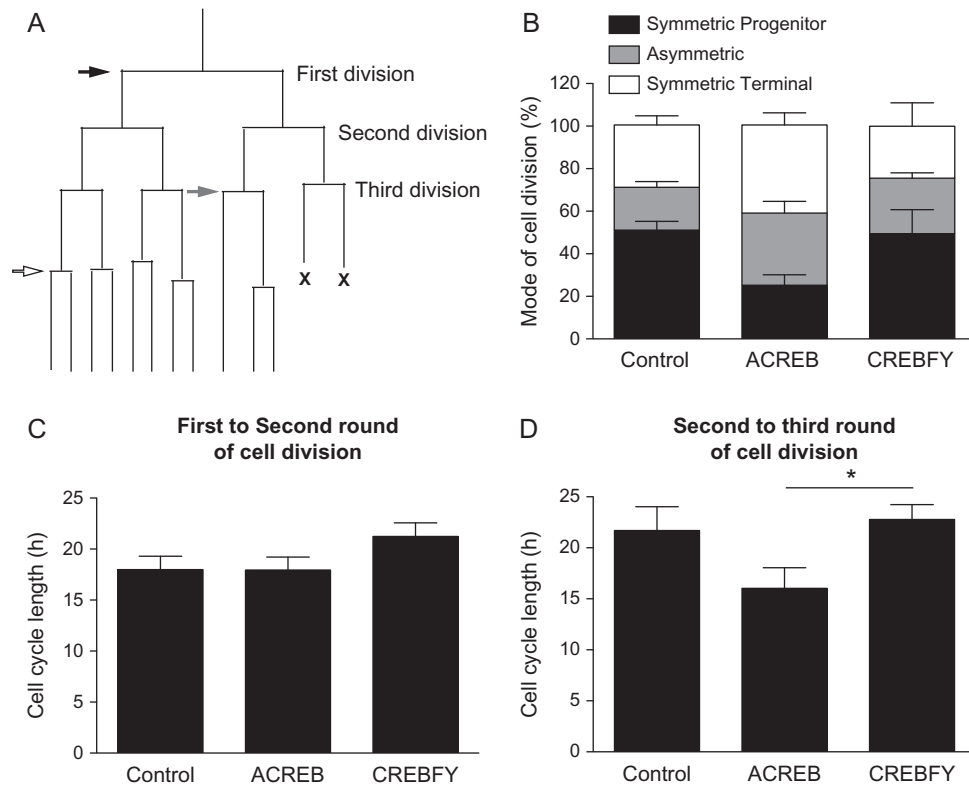 A
First division
Second division
Third division
X X
B
Symmetric Progenitor
Asymmetric
Symmetric Terminal
Mode of cell division (%)
120
100
80
60
40
20
0
Control ACREB CREBFY
C
First to Second round
of cell division
Cell cycle length (h)
25
20
15
10
5
0
Control ACREB CREBFY
D
Second to third round
of cell division
*
Cell cycle length (h)
25
20
15
10
5
0
Control ACREB CREBFY